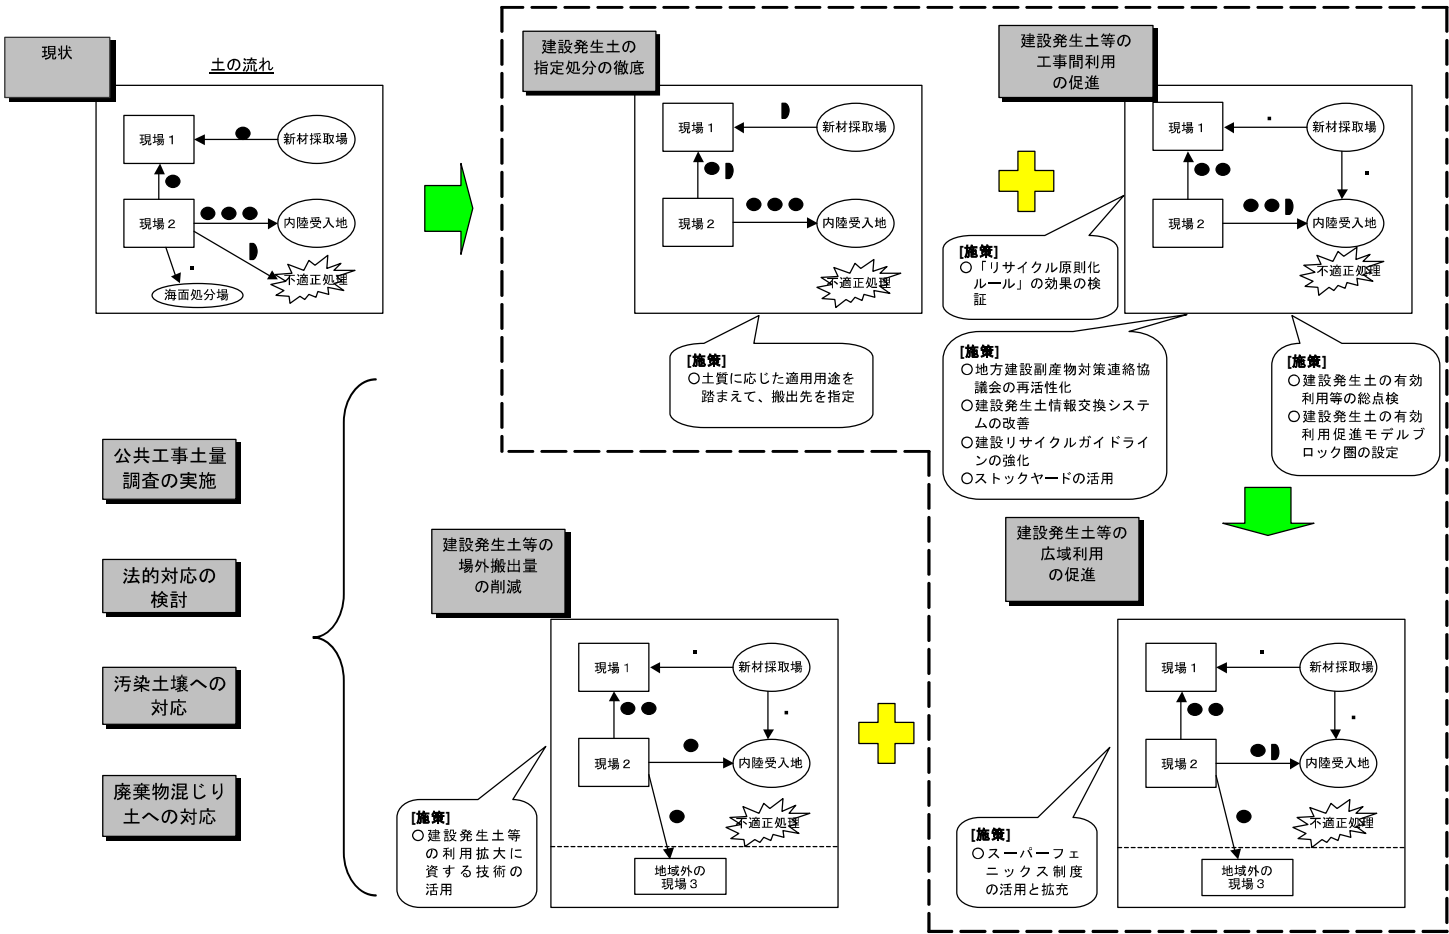 現状
土の流れ
現場1
新材採取場
現場2
内陸受入地
不適正処理
海面処分場
建設発生土の
指定処分の徹底
現場1
新材採取場
現場2
内陸受入地
不適正処理
[施策]
○土質に応じた適用用途を
踏まえて、搬出先を指定
建設発生土等の
工事間利用
の促進
現場1
新材採取場
現場2
内陸受入地
不適正処理
[施策]
○「リサイクル原則化
ルール」の効果の検
証
[施策]
○地方建設副産物対策連絡協
議会の再活性化
○建設発生土情報交換システ
ムの改善
○建設リサイクルガイドライ
ンの強化
○ストックヤードの活用
[施策]
○建設発生土の有効
利用等の総点検
○建設発生土の有効
利用促進モデルブ
ロック圏の設定
公共工事土量
調査の実施
法的対応の
検討
汚染土壌への
対応
廃棄物混じり
土への対応
建設発生土等の
場外搬出量
の削減
現場1
新材採取場
現場2
内陸受入地
不適正処理
地域外の
現場3
[施策]
○建設発生土等
の利用拡大に
資する技術の
活用
建設発生土等の
広域利用
の促進
現場1
新材採取場
現場2
内陸受入地
不適正処理
地域外の
現場3
[施策]
○スーパーフェ
ニックス制度
の活用と拡充